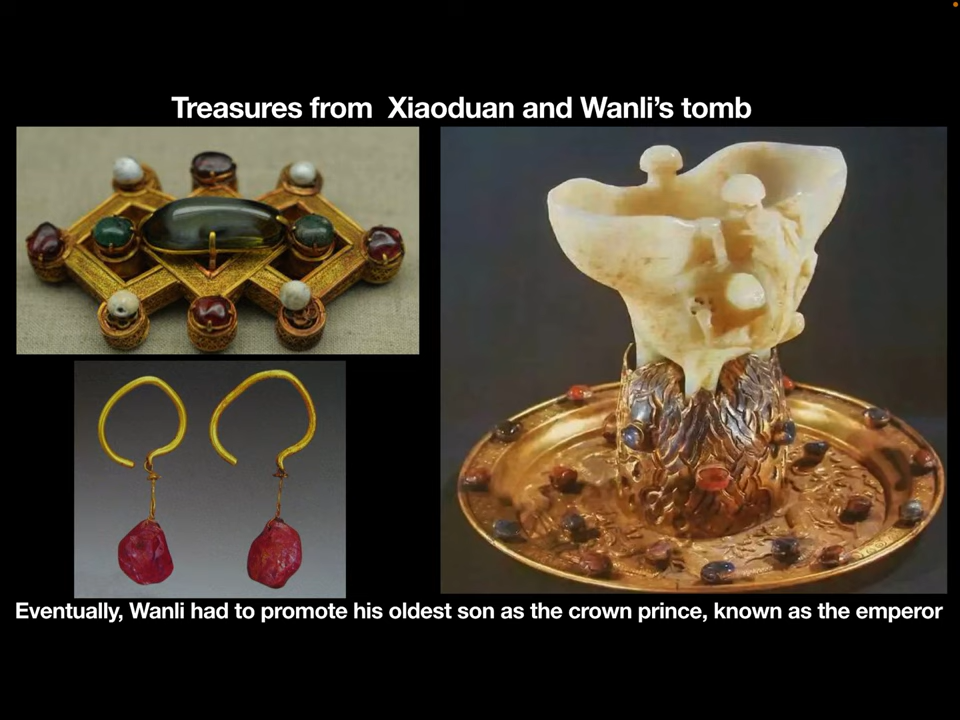 Treasures from Xiaoduan and Wanli's tomb
Eventually, Wanli had to promote his oldest son as the crown prince, known as the emperor